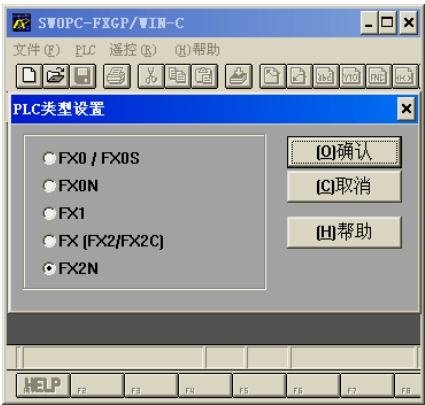 SWOPC-FXGP/WIN-C
文件(F) PLC 遥控(R) (H)帮助
PLC类型设置
FX0 / FX0S
FX0N
FX1
FX (FX2/FX2C)
FX2N
(O)确认
(C)取消
(H)帮助
HELP F2 F3 F4 F5 F6 F7 F8